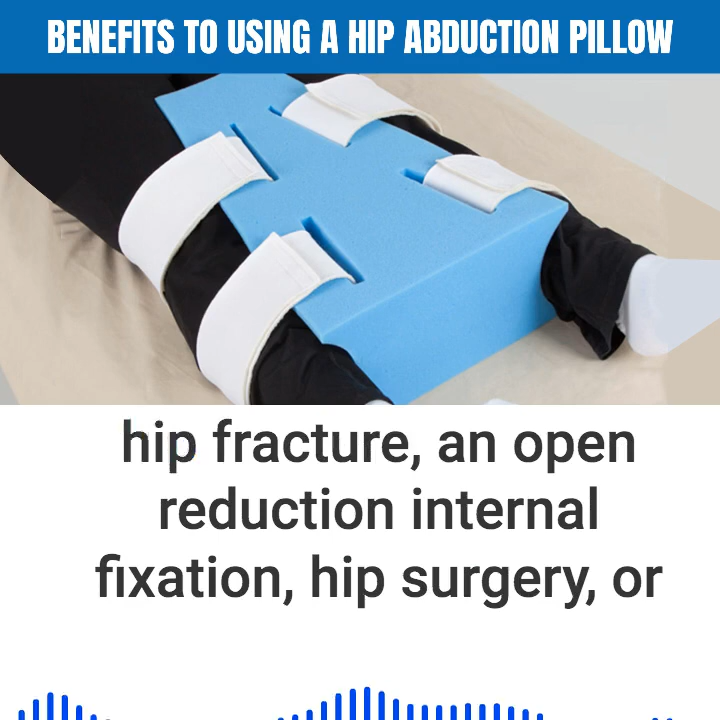 BENEFITS TO USING A HIP ABDUCTION PILLOW
hip fracture, an open
reduction internal
fixation, hip surgery, or